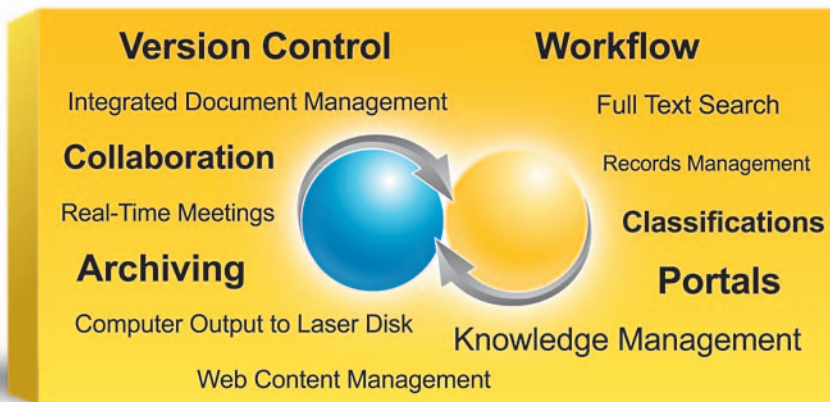 Version Control
Workflow
Integrated Document Management
Full Text Search
Collaboration
Records Management
Real-Time Meetings
Classifications
Archiving
Portals
Computer Output to Laser Disk
Knowledge Management
Web Content Management